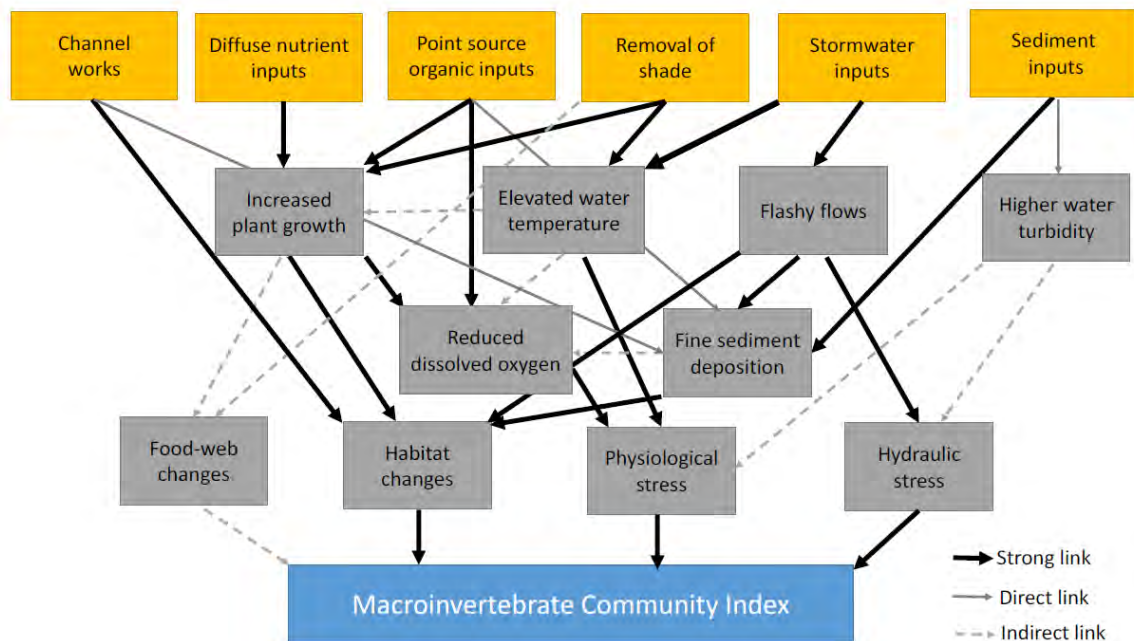 Channel
works
Diffuse nutrient
inputs
Point source
organic inputs
Removal of
shade
Stormwater
inputs
Sediment
inputs
Increased
plant growth
Elevated water
temperature
Flashy flows
Higher water
turbidity
Reduced
dissolved oxygen
Fine sediment
deposition
Food-web
changes
Habitat
changes
Physiological
stress
Hydraulic
stress
Macroinvertebrate Community Index
Strong link
Direct link
Indirect link